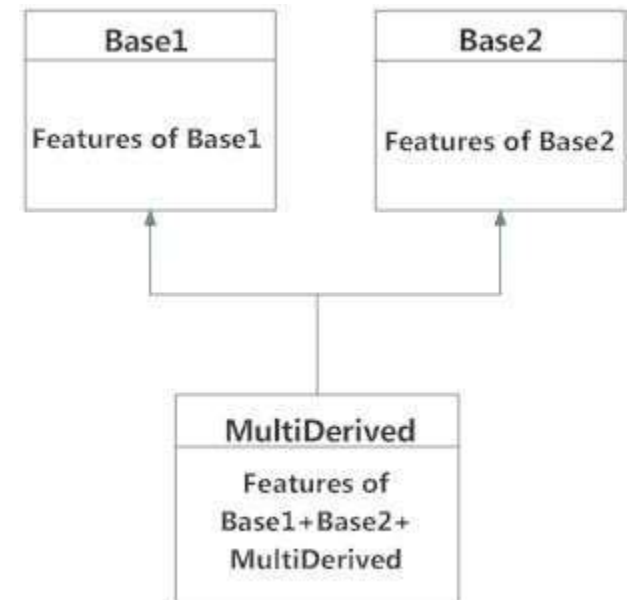 Base1
Features of Base1
Base2
Features of Base2
MultiDerived
Features of
Base1+Base2+
MultiDerived